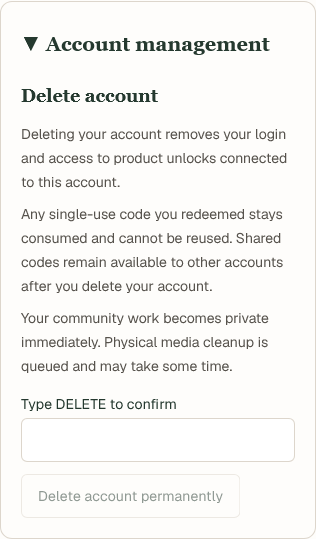 ▼ Account management
Delete account
Deleting your account removes your login
and access to product unlocks connected
to this account.
Any single-use code you redeemed stays
consumed and cannot be reused. Shared
codes remain available to other accounts
after you delete your account.
Your community work becomes private
immediately. Physical media cleanup is
queued and may take some time.
Type DELETE to confirm
Delete account permanently